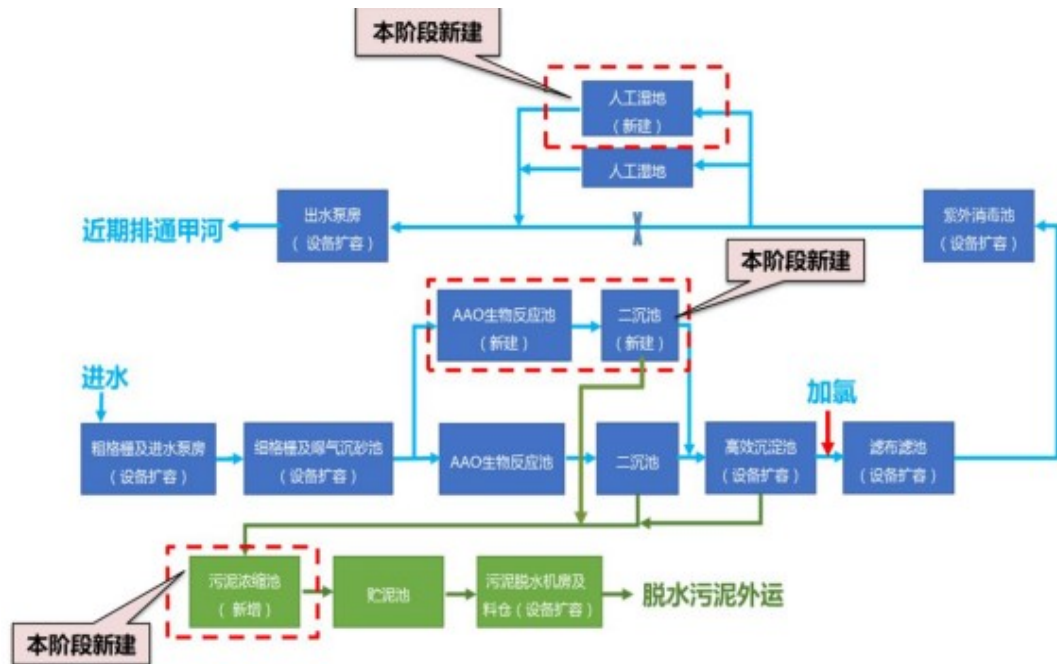 本阶段新建
人工湿地
（新建）
人工湿地
近期排通甲河
出水泵房
（设备扩容）
紫外消毒池
（设备扩容）
本阶段新建
AAO生物反应池
（新建）
二沉池
（新建）
进水
加氯
粗格栅及进水泵房
（设备扩容）
细格栅及曝气沉砂池
（设备扩容）
AAO生物反应池
二沉池
高效沉淀池
（设备扩容）
滤布滤池
（设备扩容）
污泥浓缩池
（新增）
贮泥池
污泥脱水机房及
料仓（设备扩容）
脱水污泥外运
本阶段新建